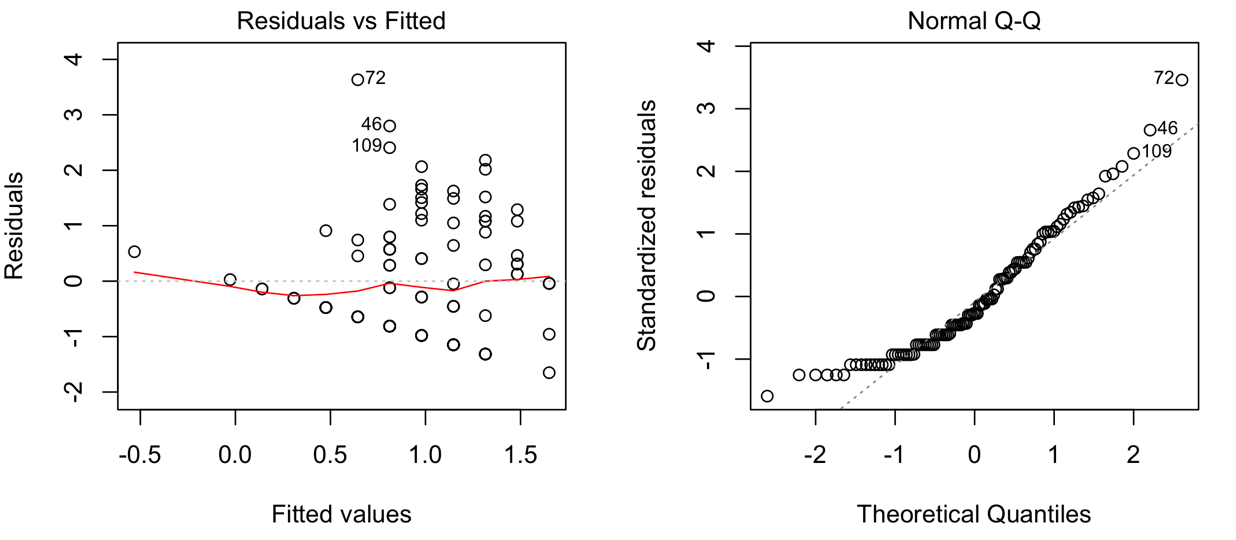 Residuals vs Fitted
Residuals
4
3
2
1
0
-1
-2
72
46
109
-0.5 0.0 0.5 1.0 1.5
Fitted values
Normal Q-Q
Standardized residuals
4
3
2
1
0
-1
72
46
109
-2 -1 0 1 2
Theoretical Quantiles